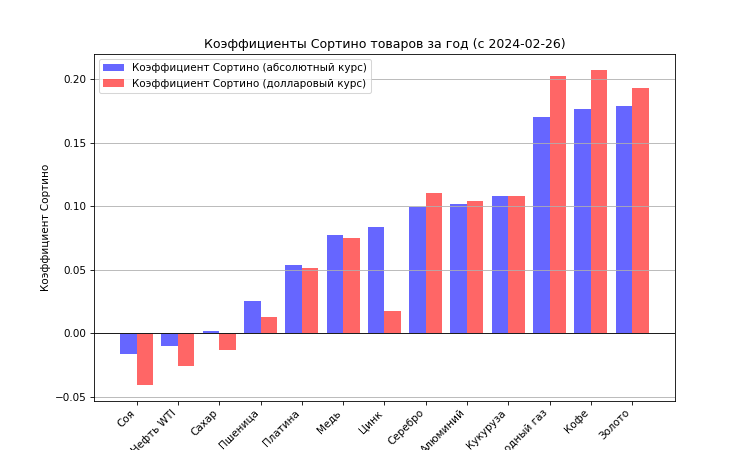 Коэффициенты Сортино товаров за год (с 2024-02-26)
Коэффициент Сортино (абсолютный курс)
Коэффициент Сортино (долларовый курс)
Коэффициент Сортино
0.20
0.15
0.10
0.05
0.00
−0.05
Соя
Нефть WTI
Сахар
Пшеница
Платина
Медь
Цинк
Серебро
Алюминий
Кукуруза
газ
Кофе
Золото